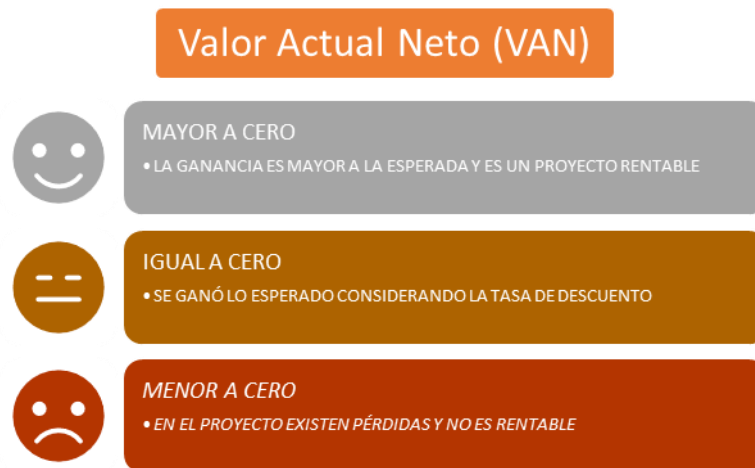 Valor Actual Neto (VAN)
MAYOR A CERO
• LA GANANCIA ES MAYOR A LA ESPERADA Y ES UN PROYECTO RENTABLE
IGUAL A CERO
• SE GANÓ LO ESPERADO CONSIDERANDO LA TASA DE DESCUENTO
MENOR A CERO
• EN EL PROYECTO EXISTEN PÉRDIDAS Y NO ES RENTABLE